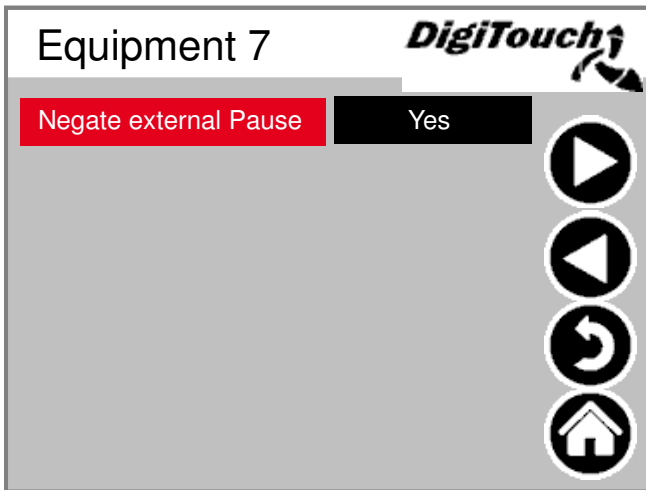 Equipment 7
DigiTouch
Negate external Pause
Yes